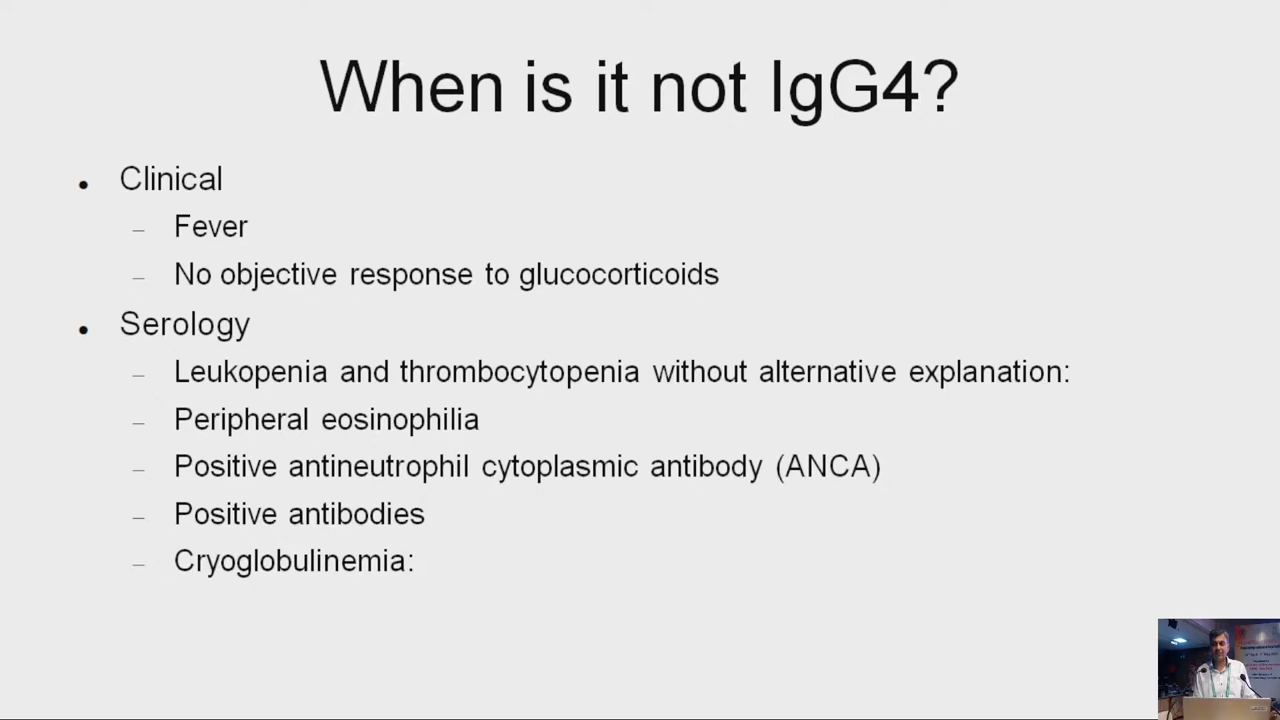 When is it not IgG4?
• Clinical
– Fever
– No objective response to glucocorticoids
• Serology
– Leukopenia and thrombocytopenia without alternative explanation:
– Peripheral eosinophilia
– Positive antineutrophil cytoplasmic antibody (ANCA)
– Positive antibodies
– Cryoglobulinemia: